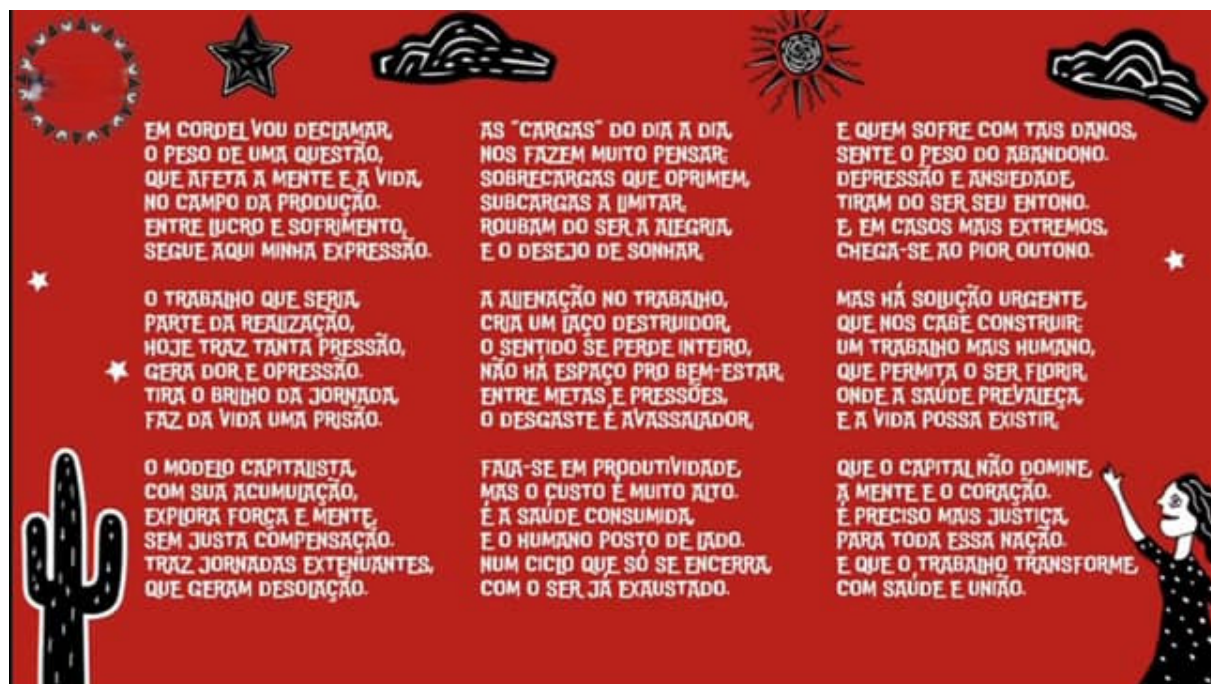 EM CORDEL VOU DECLAMAR,
O PESO DE UMA QUESTÃO,
QUE AFETA A MENTE E A VIDA,
NO CAMPO DA PRODUÇÃO.
ENTRE LUCRO E SOFRIMENTO,
SEGUE AQUI MINHA EXPRESSÃO.
O TRABALHO QUE SERIA,
PARTE DA REALIZAÇÃO,
HOJE TRAZ TANTA PRESSÃO,
GERA DOR E OPRESSÃO.
TIRA O BRILHO DA JORNADA,
FAZ DA VIDA UMA PRISÃO.
O MODELO CAPITALISTA,
COM SUA ACUMULAÇÃO,
EXPLORA FORÇA E MENTE,
SEM JUSTA COMPENSAÇÃO.
TRAZ JORNADAS EXTENUANTES,
QUE GERAM DESOLAÇÃO.
AS "CARGAS" DO DIA A DIA,
NOS FAZEM MUITO PENSAR:
SOBRECARGAS QUE OPRIMEM,
SUBCARGAS A LIMITAR,
ROUBAM DO SER A ALEGRIA,
E O DESEJO DE SONHAR,
A ALIENAÇÃO NO TRABALHO,
CRIA UM LAÇO DESTRUIDOR,
O SENTIDO SE PERDE INTEIRO,
NÃO HÁ ESPAÇO PRO BEM-ESTAR,
ENTRE METAS E PRESSÕES,
O DESGASTE É AVASSALADOR,
FALA-SE EM PRODUTIVIDADE,
MAS O CUSTO É MUITO ALTO.
É A SAÚDE CONSUMIDA,
E O HUMANO POSTO DE LADO.
NUM CICLO QUE SÓ SE ENCERRA,
COM O SER JÁ EXAUSTADO.
E QUEM SOFRE COM TAIS DANOS,
SENTE O PESO DO ABANDONO.
DEPRESSÃO E ANSIEDADE,
TIRAM DO SER SEU ENTONO.
E, EM CASOS MAIS EXTREMOS,
CHEGA-SE AO PIOR OUTONO.
MAS HÁ SOLUÇÃO URGENTE,
QUE NOS CABE CONSTRUIR:
UM TRABALHO MAIS HUMANO,
QUE PERMITA O SER FLORIR,
ONDE A SAÚDE PREVALEÇA,
E A VIDA POSSA EXISTIR,
QUE O CAPITAL NÃO DOMINE,
A MENTE E O CORAÇÃO.
É PRECISO MAIS JUSTIÇA,
PARA TODA ESSA NAÇÃO.
E QUE O TRABALHO TRANSFORME,
COM SAÚDE E UNIÃO.